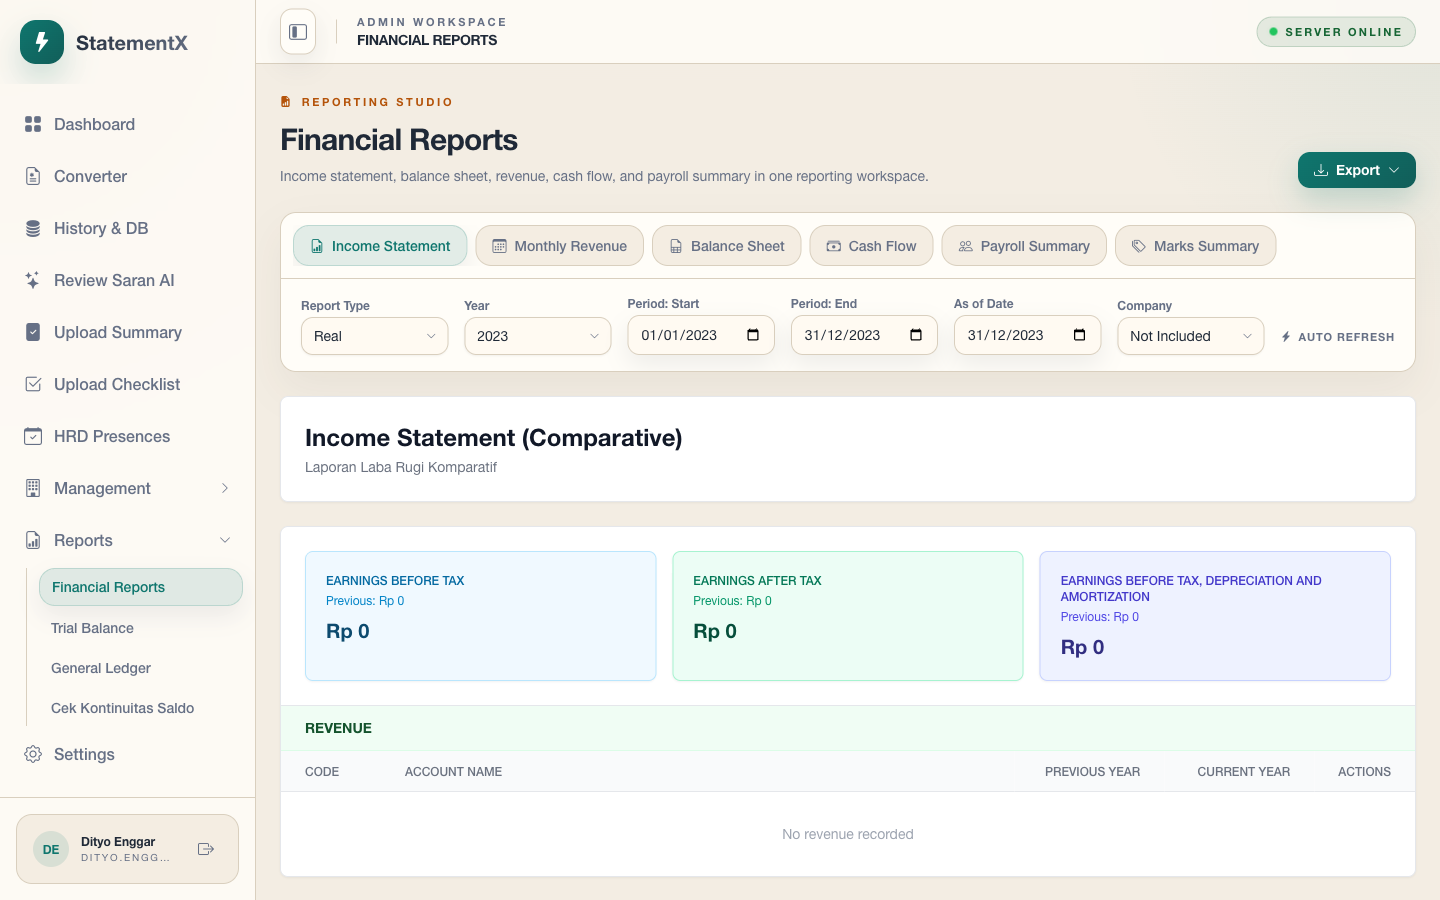 StatementX
Dashboard
Converter
History & DB
Review Saran AI
Upload Summary
Upload Checklist
HRD Presences
Management
Reports
Financial Reports
Trial Balance
General Ledger
Cek Kontinuitas Saldo
Settings
DE
Dityo Enggar
DITYO.ENGG...
ADMIN WORKSPACE
FINANCIAL REPORTS
SERVER ONLINE
REPORTING STUDIO
Financial Reports
Income statement, balance sheet, revenue, cash flow, and payroll summary in one reporting workspace.
Export
Income Statement
Monthly Revenue
Balance Sheet
Cash Flow
Payroll Summary
Marks Summary
Report Type
Real
Year
2023
Period: Start
01/01/2023
Period: End
31/12/2023
As of Date
31/12/2023
Company
Not Included
AUTO REFRESH
Income Statement (Comparative)
Laporan Laba Rugi Komparatif
EARNINGS BEFORE TAX
Previous: Rp 0
Rp 0
EARNINGS AFTER TAX
Previous: Rp 0
Rp 0
EARNINGS BEFORE TAX, DEPRECIATION AND
AMORTIZATION
Previous: Rp 0
Rp 0
REVENUE
CODE ACCOUNT NAME PREVIOUS YEAR CURRENT YEAR ACTIONS
No revenue recorded